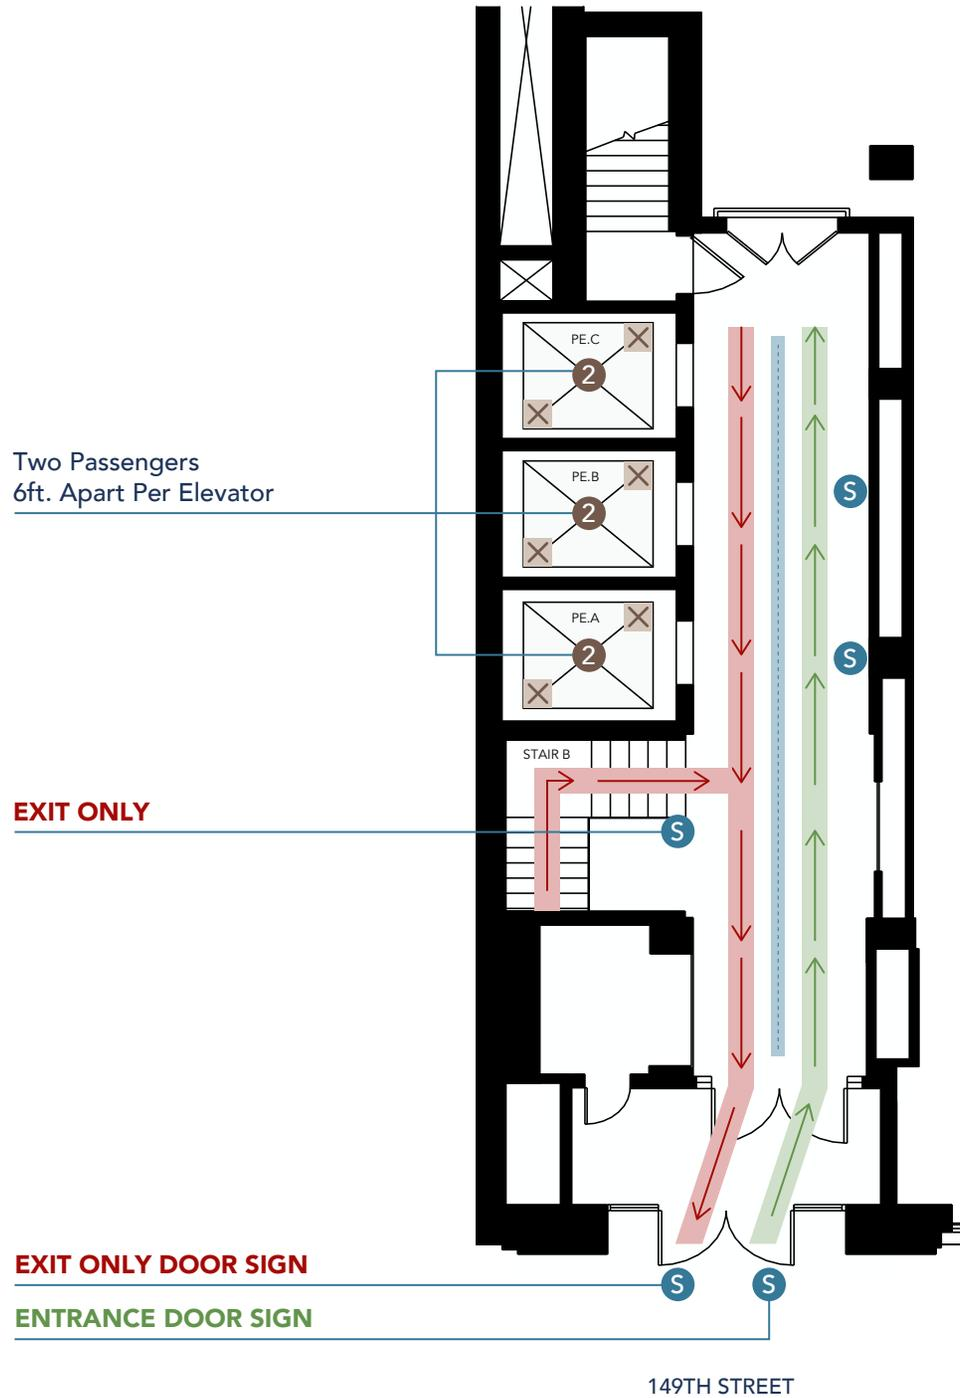 PE.C
2
PE.B
2
Two Passengers
6ft. Apart Per Elevator
S
PE.A
2
S
STAIR B
EXIT ONLY
S
EXIT ONLY DOOR SIGN
S
S
ENTRANCE DOOR SIGN
149TH STREET